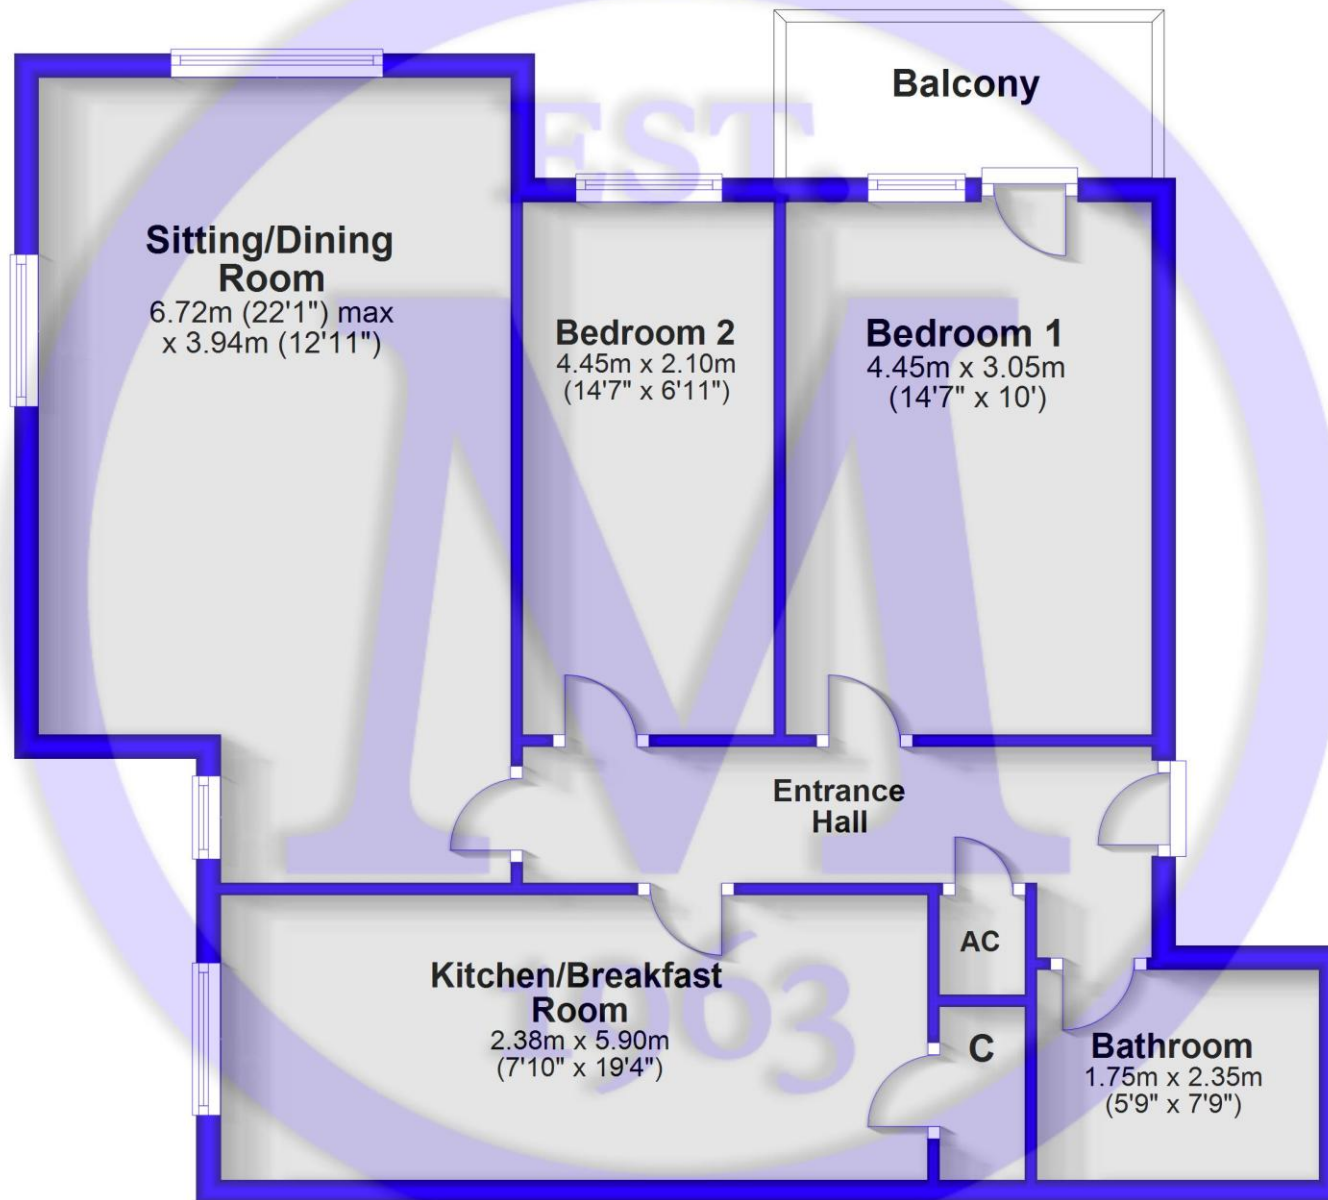 EST.
Balcony
Sitting/Dining
Room
6.72m (22'1") max
x 3.94m (12'11")
Bedroom 2
4.45m x 2.10m
(14'7" x 6'11")
Bedroom 1
4.45m x 3.05m
(14'7" x 10')
M
Entrance
Hall
AC
Kitchen/Breakfast
Room
2.38m x 5.90m
(7'10" x 19'4")
1963
C
Bathroom
1.75m x 2.35m
(5'9" x 7'9")